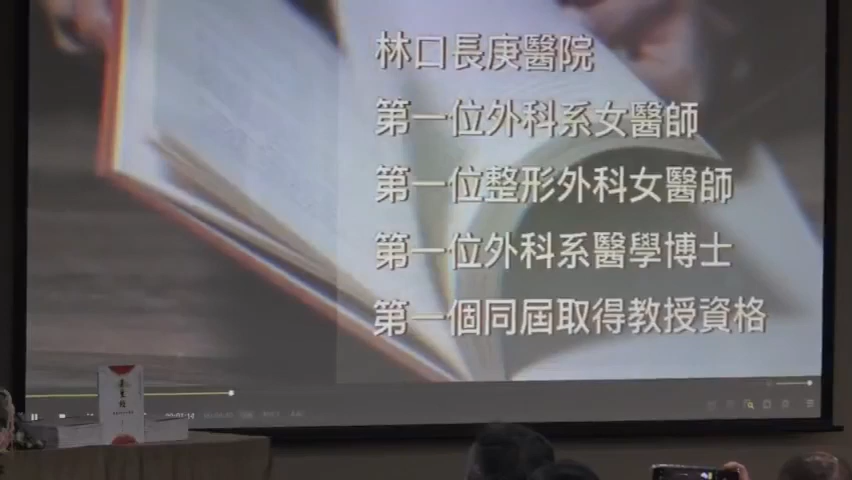 林口長庚醫院
第一位外科系女醫師
第一位整形外科女醫師
第一位外科系醫學博士
第一個同屆取得教授資格